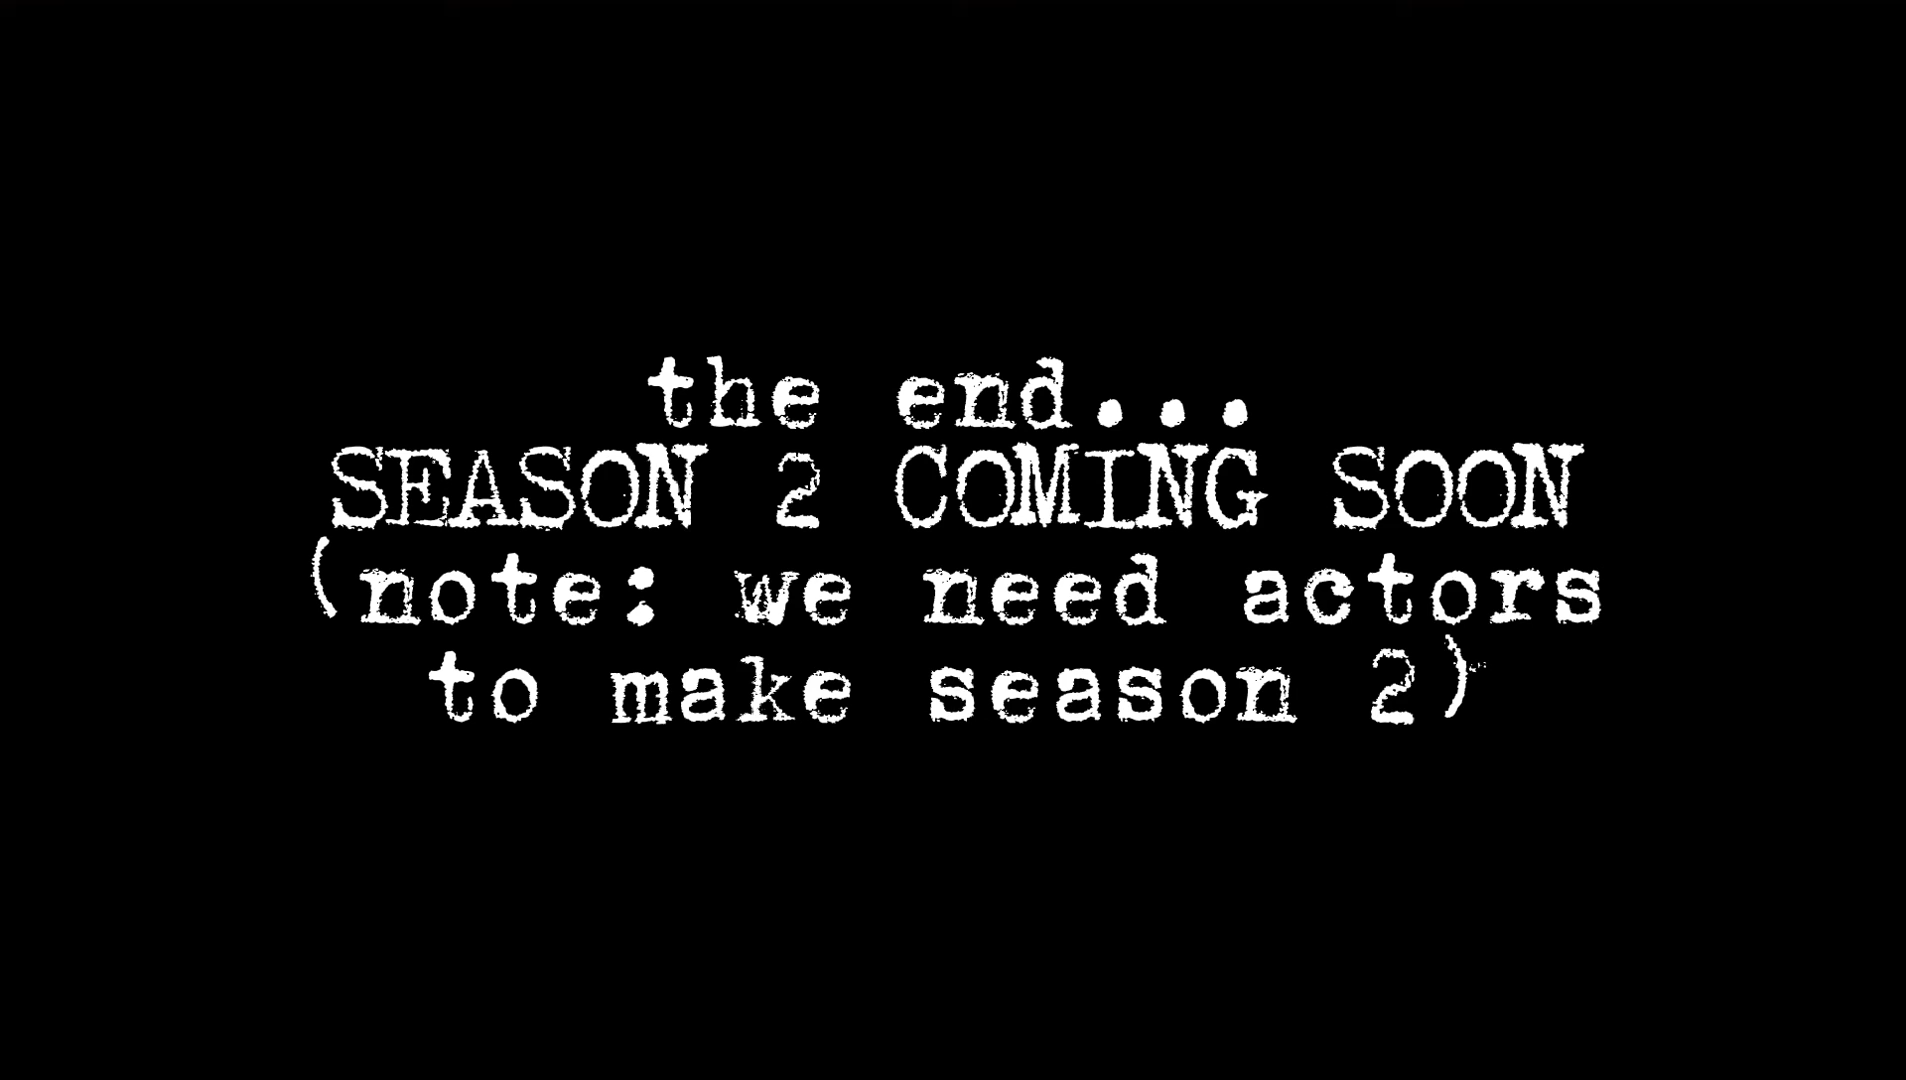 the end...
SEASON 2 COMING SOON
(note: we need actors
to make season 2)